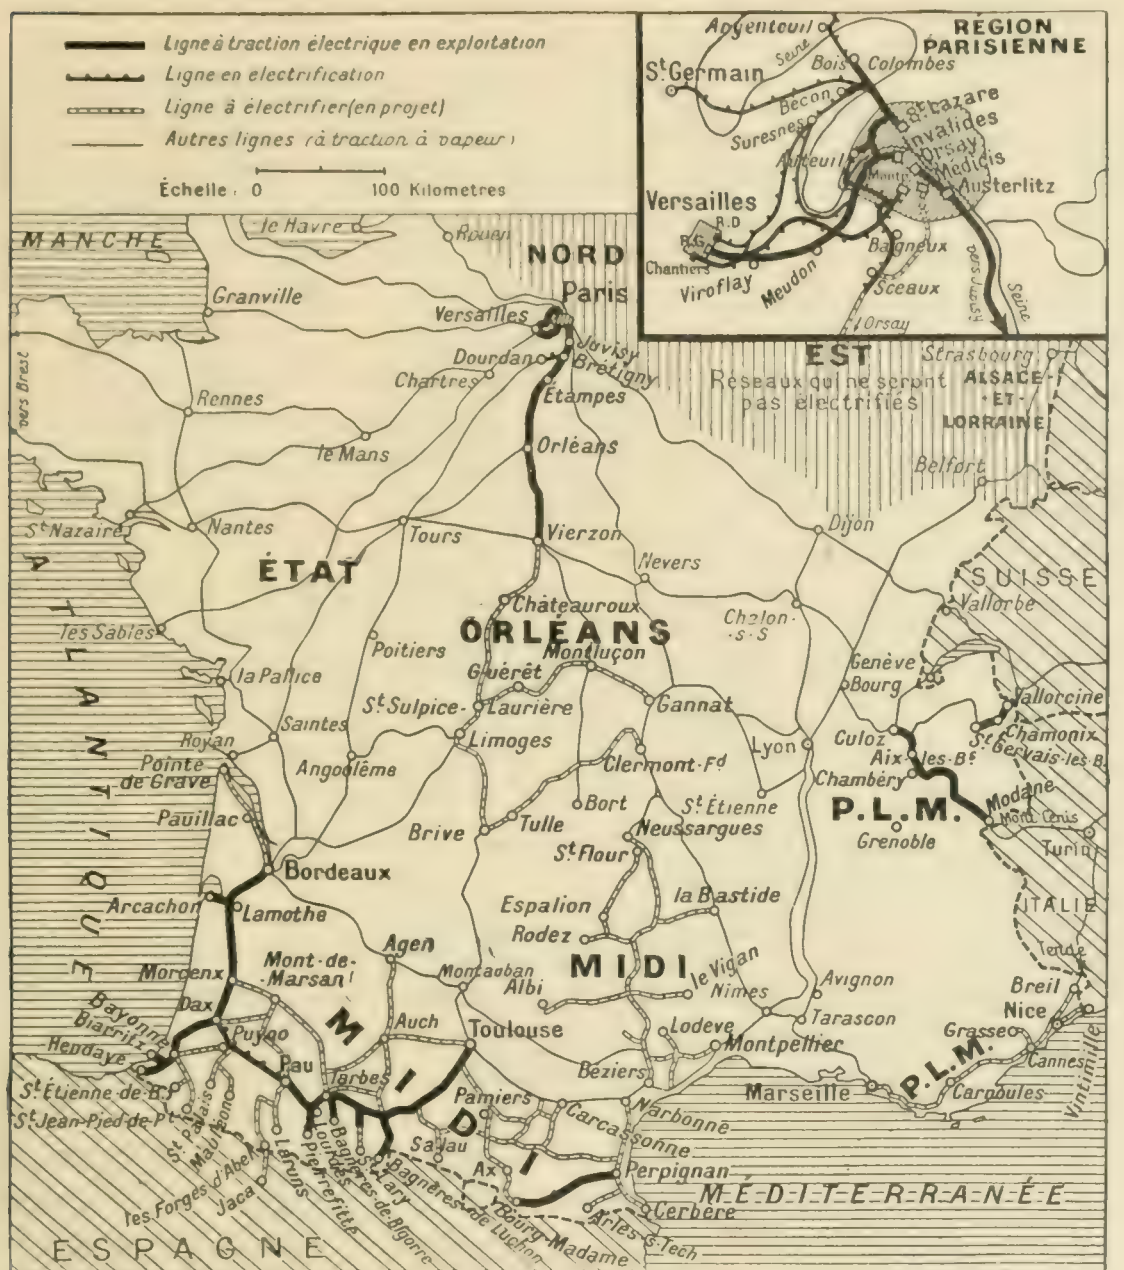 Ligne à traction électrique en exploitation
Ligne en electrification
Ligne à électrifier (en projet)
Autres lignes (à traction à vapeur)
Échelle: 0 100 Kilometres
RÉGION
PARISIENNE
Argenteuil
Seine
Bois Colombes
St Germain
Bécon
Suresnes
St Lazare
Invalides
Orsay
Médicis
Auteuil
Montp.
Austerlitz
Versailles
R.D
R.G.
Chantiers
Viroflay
Meudon
Bagneux
Sceaux
Orsay
vers Juvisy
Seine
MANCHE
le Havre
Rouen
NORD
Paris
Granville
Versailles
Juvisy
Dourdan
Brétigny
Chartres
Étampes
vers Brest
Rennes
le Mans
Orléans
EST
Réseaux qui ne seront
pas électrifiés
Strasbourg
ALSACE-
-ET-
LORRAINE
Belfort
St Nazaire
Nantes
Tours
Vierzon
Dijon
ÉTAT
Nevers
SUISSE
Vallorbe
Châteauroux
ORLÉANS
Chalon-
-s-S
les Sables
Poitiers
Montluçon
Guérêt
Genève
Bourg
la Pallice
St Sulpice-
Laurière
Gannat
Vallorcine
Chamonix
St Gervais-les-B.
Saintes
Limoges
Lyon
Culoz
Aix-les-Bs
Chambéry
Royan
Pointe
de Grave
Angoulême
Clermont-Fd
Modane
Mont Cenis
P.L.M.
Grenoble
Turin
Pauillac
Bort
St Étienne
Brive
Tulle
Neussargues
St Flour
ATLANTIQUE
Bordeaux
Arcachon
Lamothe
Espalion
Rodez
la Bastide
ITALIE
Tende
Agen
Morcenx
Mont-de-
-Marsan
Montauban
Albi
MIDI
le Vigan
Nîmes
Avignon
Breil
Nice
Dax
Bayonne
Biarritz
Hendaye
Puyoo
Auch
Toulouse
Lodeve
Montpellier
Tarascon
Grasse
Cannes
MIDI
Pau
Tarbes
Béziers
Marseille
P.L.M.
Carnoules
Vintimille
St Étienne-de-B.
St Jean-Pied-de-Pt
St Palais
Mauléon
Pamiers
Carcassonne
Narbonne
Salau
Ax
Perpignan
les Forges d'Abel
Jaca
Laruns
Pierrefitte
Lourdes
Bagnères-de-Bigorre
St Lary
Bagnères-de-Luchon
Bourg-Madame
Arles-s-Tech
Cerbère
MÉDITERRANÉE
ESPAGNE